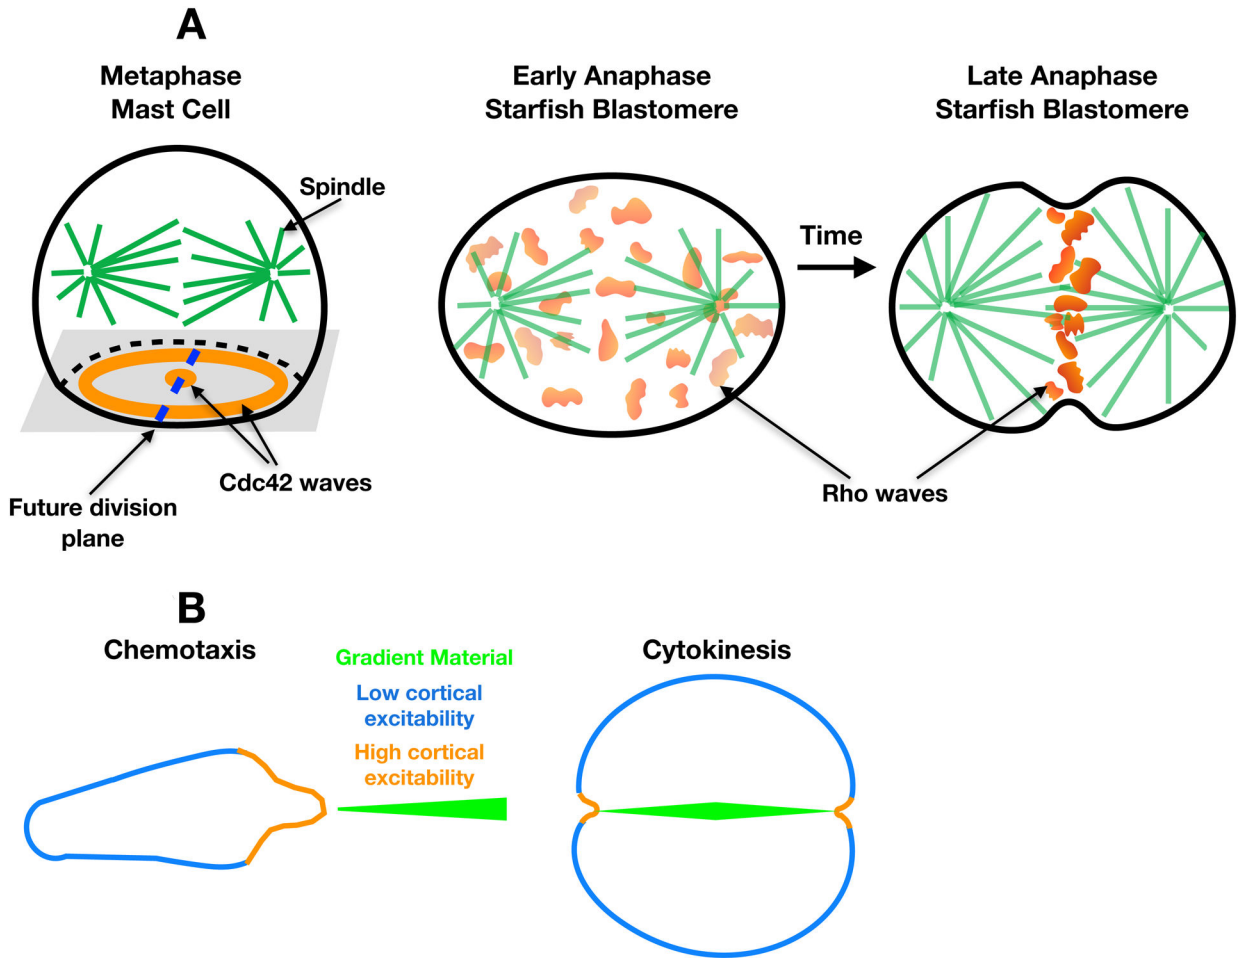 A
Metaphase
Mast Cell
Early Anaphase
Starfish Blastomere
Late Anaphase
Starfish Blastomere
Spindle
Time
Cdc42 waves
Future division
plane
Rho waves
B
Chemotaxis
Gradient Material
Low cortical
excitability
High cortical
excitability
Cytokinesis